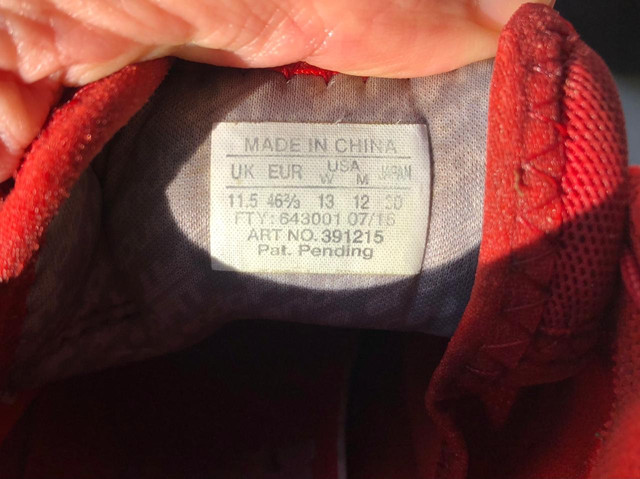 MADE IN CHINA
UK EUR USA W M JAPAN
11.5 46⅔ 13 12 30
FTY: 643001 07/16
ART NO. 391215
Pat. Pending